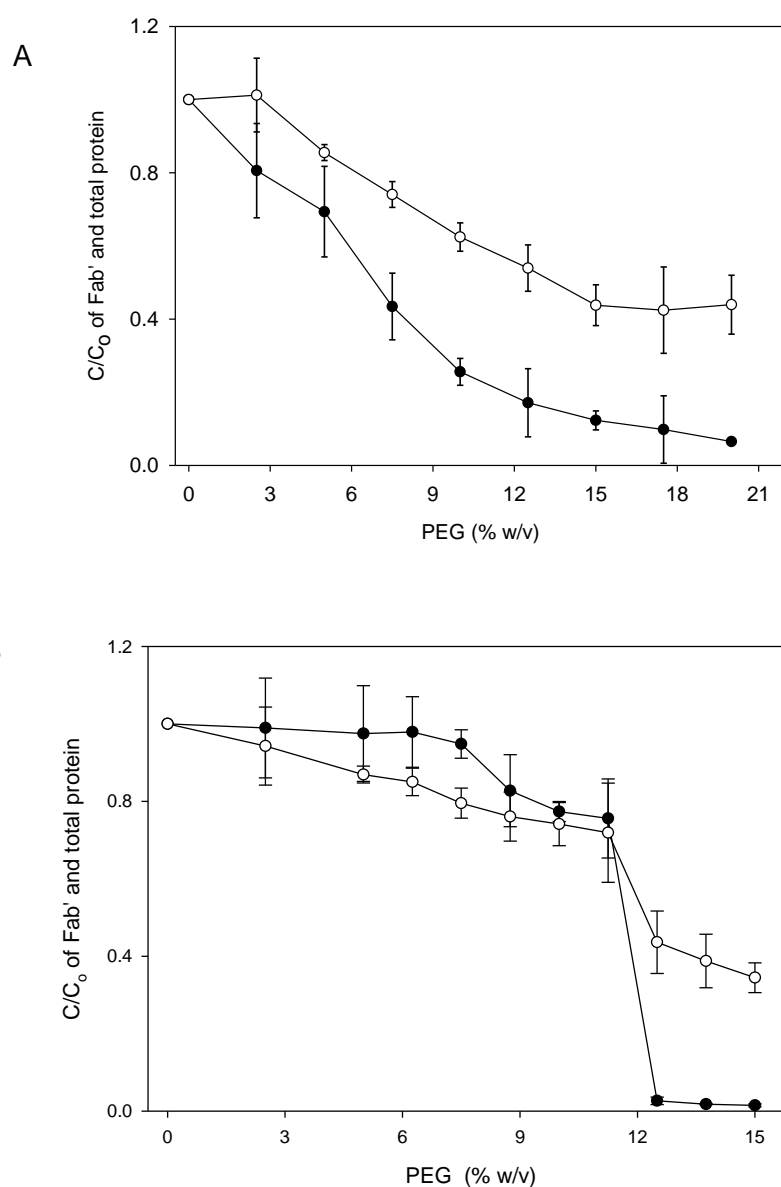 A
1.2
0.8
0.4
0.0
C/Co of Fab' and total protein
0 3 6 9 12 15 18 21
PEG (% w/v)
1.2
0.8
0.4
0.0
C/Co of Fab' and total protein
0 3 6 9 12 15
PEG (% w/v)